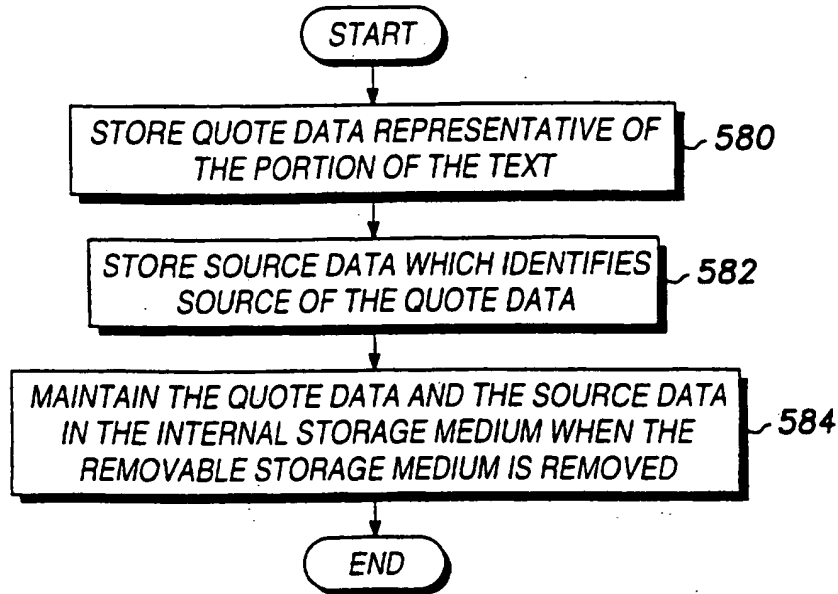 START
STORE QUOTE DATA REPRESENTATIVE OF
THE PORTION OF THE TEXT
580
STORE SOURCE DATA WHICH IDENTIFIES
SOURCE OF THE QUOTE DATA
582
MAINTAIN THE QUOTE DATA AND THE SOURCE DATA
IN THE INTERNAL STORAGE MEDIUM WHEN THE
REMOVABLE STORAGE MEDIUM IS REMOVED
584
END